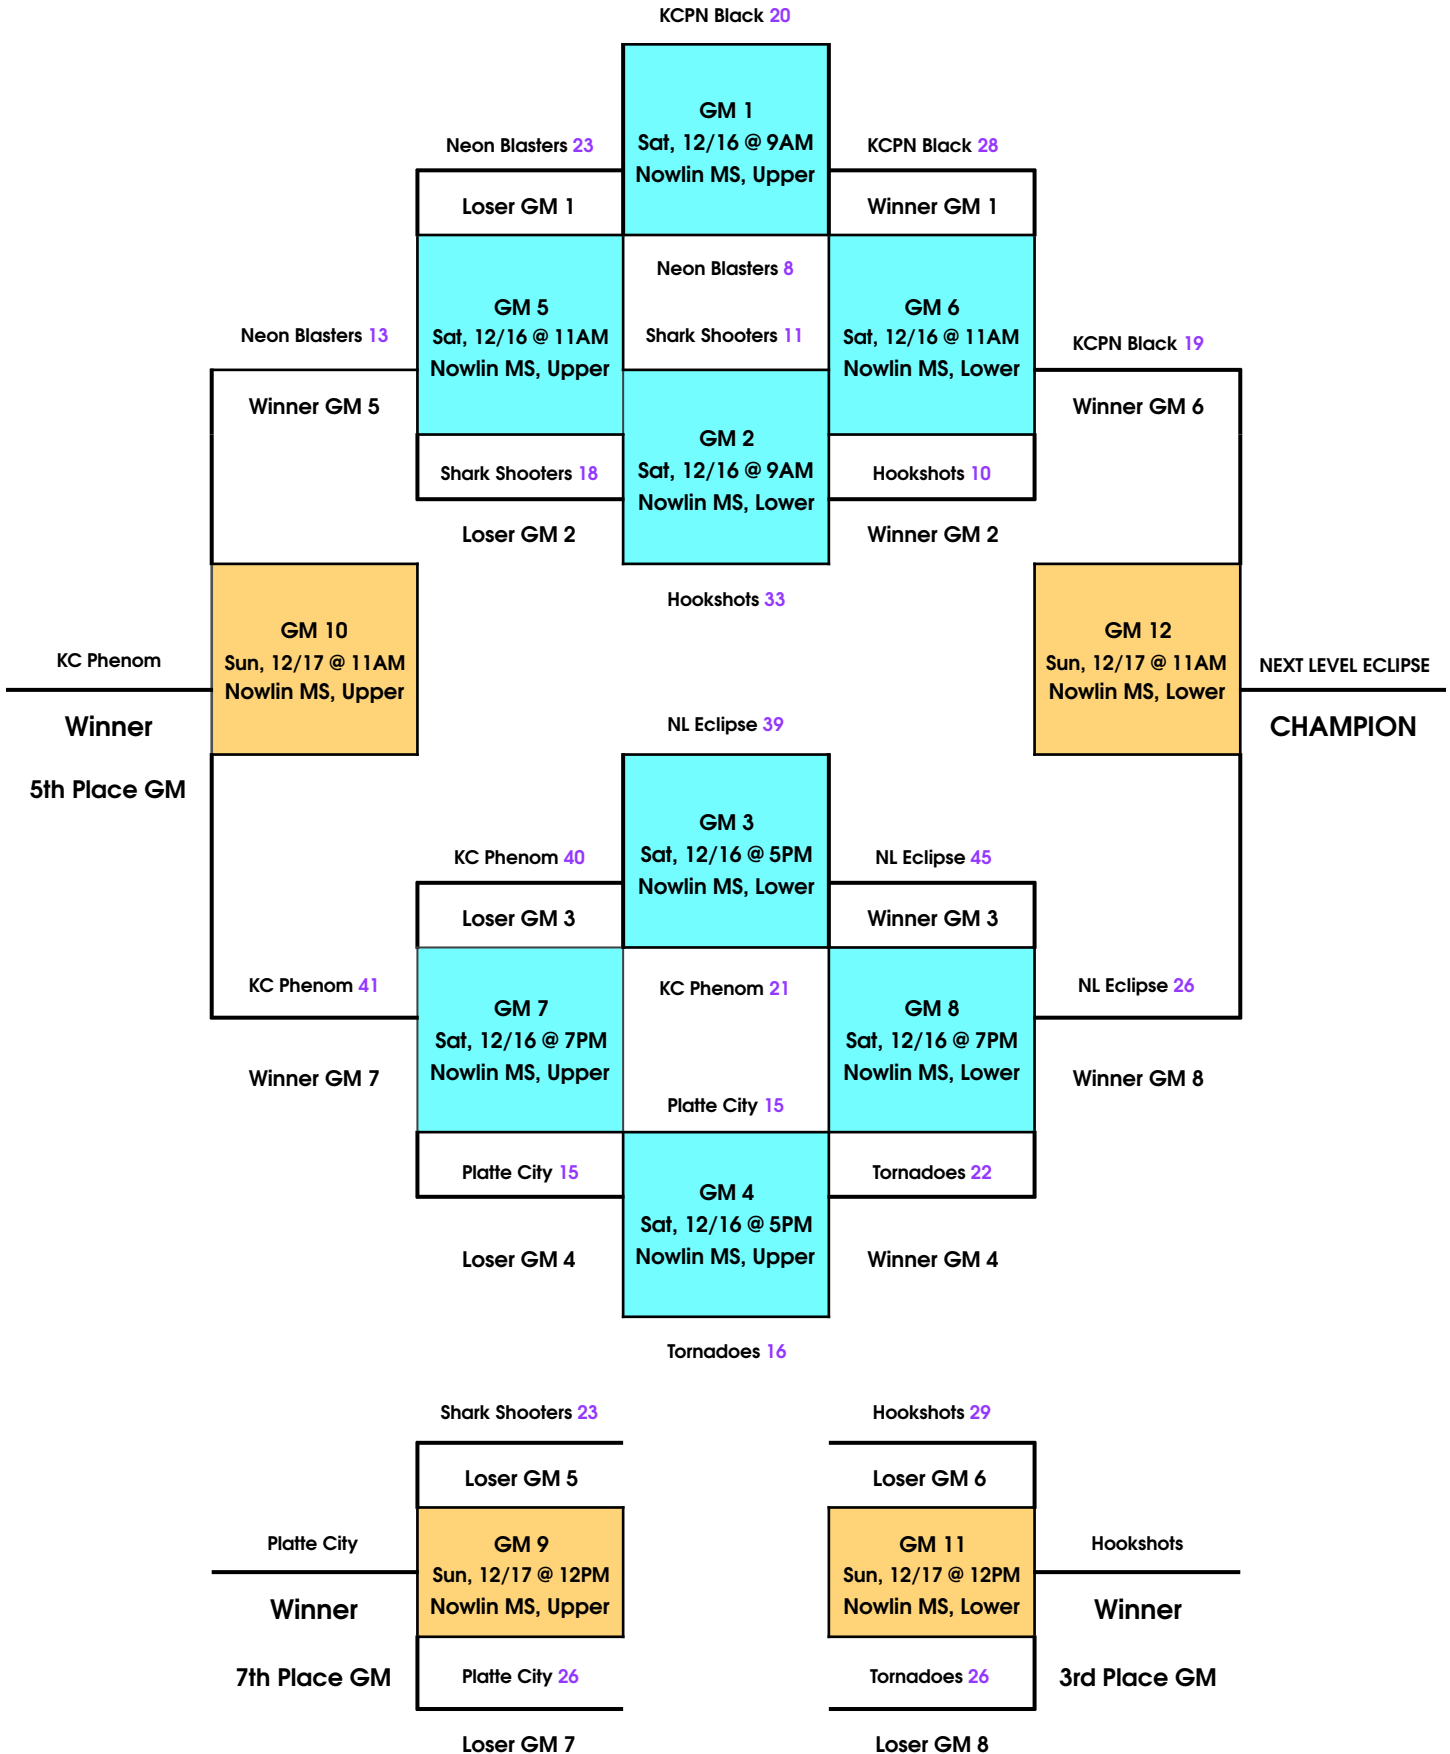 KCPN Black 20
GM 1
Sat, 12/16 @ 9AM
Nowlin MS, Upper
Neon Blasters 23
Loser GM 1
KCPN Black 28
Winner GM 1
Neon Blasters 8
Shark Shooters 11
GM 5
Sat, 12/16 @ 11AM
Nowlin MS, Upper
GM 6
Sat, 12/16 @ 11AM
Nowlin MS, Lower
Neon Blasters 13
Winner GM 5
KCPN Black 19
Winner GM 6
GM 2
Sat, 12/16 @ 9AM
Nowlin MS, Lower
Shark Shooters 18
Loser GM 2
Hookshots 10
Winner GM 2
Hookshots 33
GM 10
Sun, 12/17 @ 11AM
Nowlin MS, Upper
KC Phenom
Winner
5th Place GM
GM 12
Sun, 12/17 @ 11AM
Nowlin MS, Lower
NEXT LEVEL ECLIPSE
CHAMPION
NL Eclipse 39
GM 3
Sat, 12/16 @ 5PM
Nowlin MS, Lower
KC Phenom 40
Loser GM 3
NL Eclipse 45
Winner GM 3
KC Phenom 21
Platte City 15
KC Phenom 41
Winner GM 7
GM 7
Sat, 12/16 @ 7PM
Nowlin MS, Upper
GM 8
Sat, 12/16 @ 7PM
Nowlin MS, Lower
NL Eclipse 26
Winner GM 8
Platte City 15
Loser GM 4
GM 4
Sat, 12/16 @ 5PM
Nowlin MS, Upper
Tornadoes 22
Winner GM 4
Tornadoes 16
Shark Shooters 23
Loser GM 5
GM 9
Sun, 12/17 @ 12PM
Nowlin MS, Upper
Platte City
Winner
7th Place GM
Platte City 26
Loser GM 7
Hookshots 29
Loser GM 6
GM 11
Sun, 12/17 @ 12PM
Nowlin MS, Lower
Hookshots
Winner
3rd Place GM
Tornadoes 26
Loser GM 8